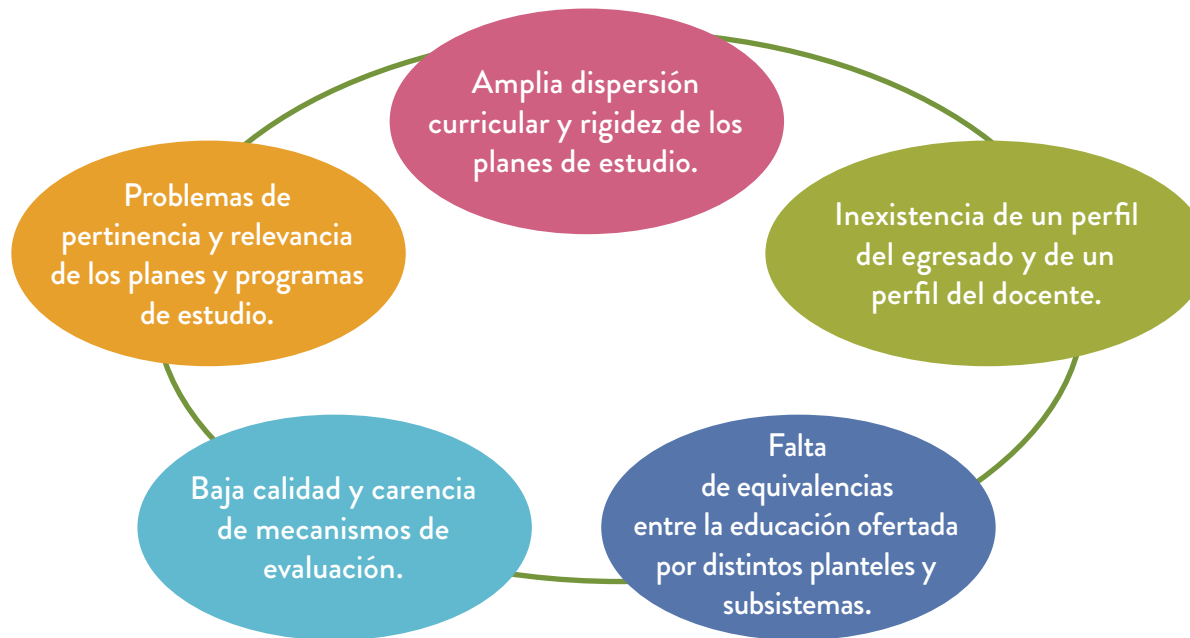 Amplia dispersión
curricular y rigidez de los
planes de estudio.
Inexistencia de un perfil
del egresado y de un
perfil del docente.
Falta
de equivalencias
entre la educación ofertada
por distintos planteles y
subsistemas.
Baja calidad y carencia
de mecanismos de
evaluación.
Problemas de
pertinencia y relevancia
de los planes y programas
de estudio.